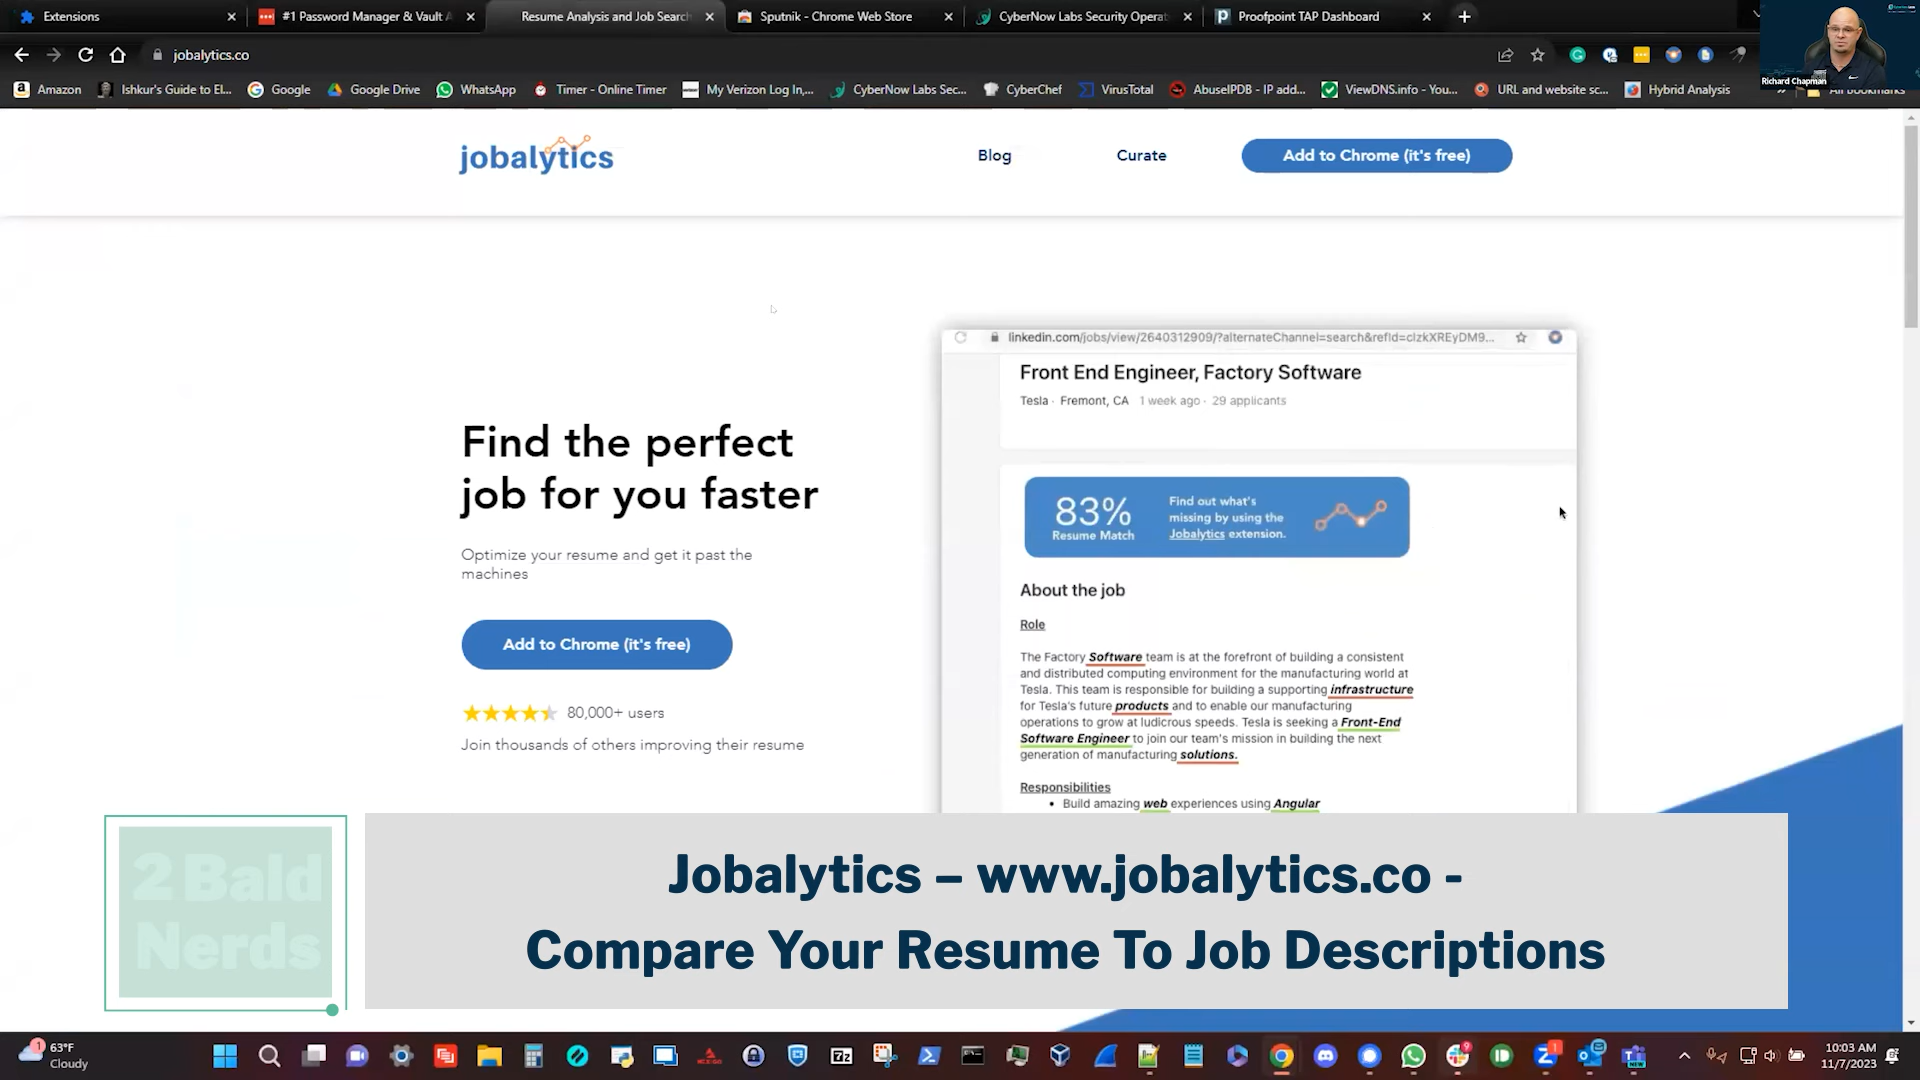 Extensions
#1 Password Manager & Vault A
Resume Analysis and Job Search
Sputnik - Chrome Web Store
CyberNow Labs Security Operat
Proofpoint TAP Dashboard
jobalytics.co
Richard Chapman
Amazon
Ishkur's Guide to El...
Google
Google Drive
WhatsApp
Timer - Online Timer
My Verizon Log In,...
CyberNow Labs Sec...
CyberChef
VirusTotal
AbuseIPDB - IP add...
ViewDNS.info - You...
URL and website sc...
Hybrid Analysis
All Bookmarks
jobalytics
Blog
Curate
Add to Chrome (it's free)
linkedin.com/jobs/view/2640312909/?alternateChannel=search&refId=clzkXREyDM9...
Front End Engineer, Factory Software
Tesla · Fremont, CA 1 week ago · 29 applicants
Find the perfect
job for you faster
Optimize your resume and get it past the
machines
Add to Chrome (it's free)
80,000+ users
Join thousands of others improving their resume
83%
Resume Match
Find out what's
missing by using the
Jobalytics extension.
About the job
Role
The Factory Software team is at the forefront of building a consistent
and distributed computing environment for the manufacturing world at
Tesla. This team is responsible for building a supporting infrastructure
for Tesla's future products and to enable our manufacturing
operations to grow at ludicrous speeds. Tesla is seeking a Front-End
Software Engineer to join our team's mission in building the next
generation of manufacturing solutions.
Responsibilities
• Build amazing web experiences using Angular
2 Bald
Nerds
Jobalytics – www.jobalytics.co -
Compare Your Resume To Job Descriptions
63°F
Cloudy
10:03 AM
11/7/2023